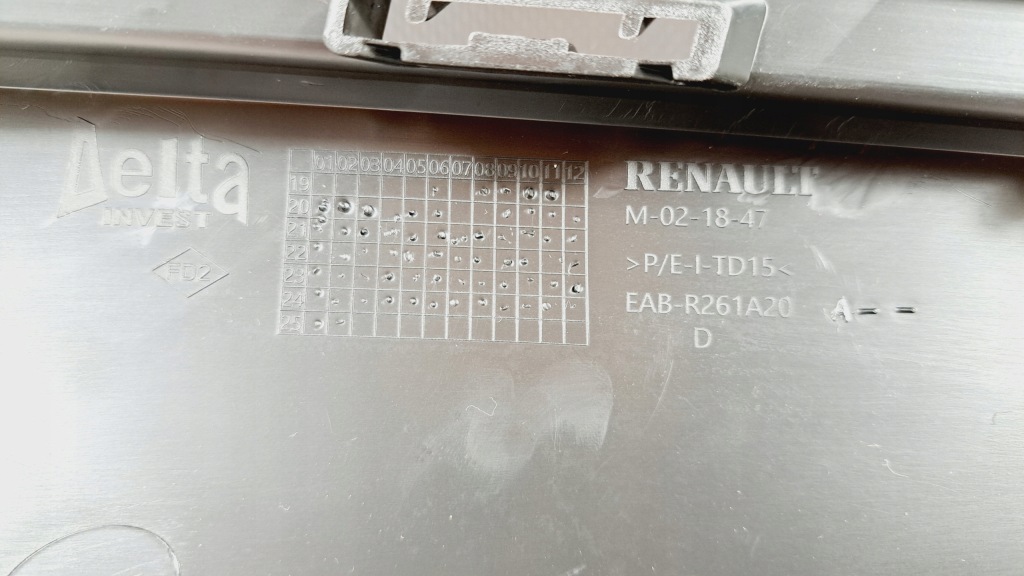 Delta
INVEST
01 02 03 04 05 06 07 08 09 10 11 12
19
20
21
22
23
24
25
RENAULT
M-02-18-47
>P/E-I-TD15<
EAB-R261A20 A - -
D